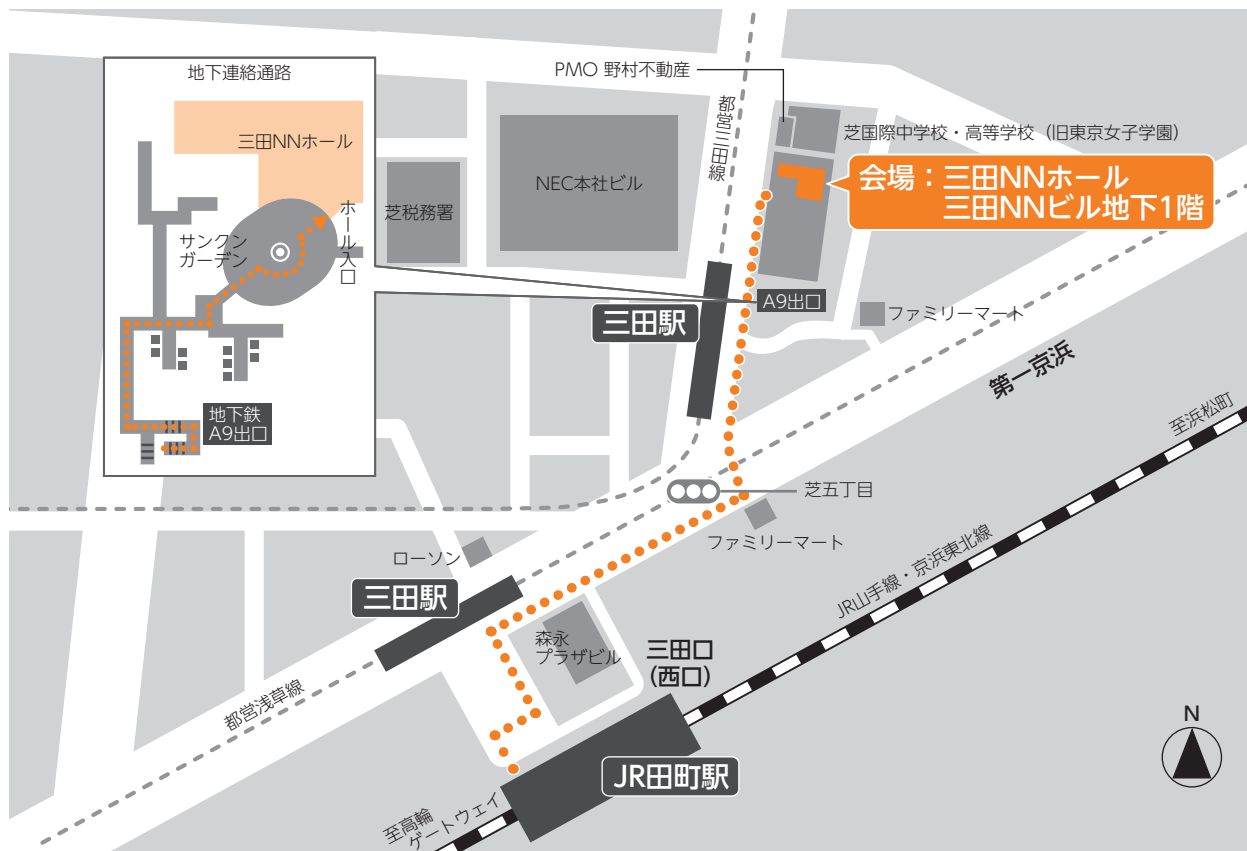 地下連絡通路
三田NNホール
サンクン
ガーデン
ホール入口
地下鉄
A9出口
PMO 野村不動産
都営三田線
芝国際中学校・高等学校（旧東京女子学園）
会場：三田NNホール
三田NNビル地下1階
NEC本社ビル
芝税務署
A9出口
三田駅
ファミリーマート
第一京浜
至浜松町
芝五丁目
ファミリーマート
JR山手線・京浜東北線
ローソン
三田駅
森永
プラザビル
三田口
（西口）
都営浅草線
JR田町駅
至高輪
ゲートウェイ
N